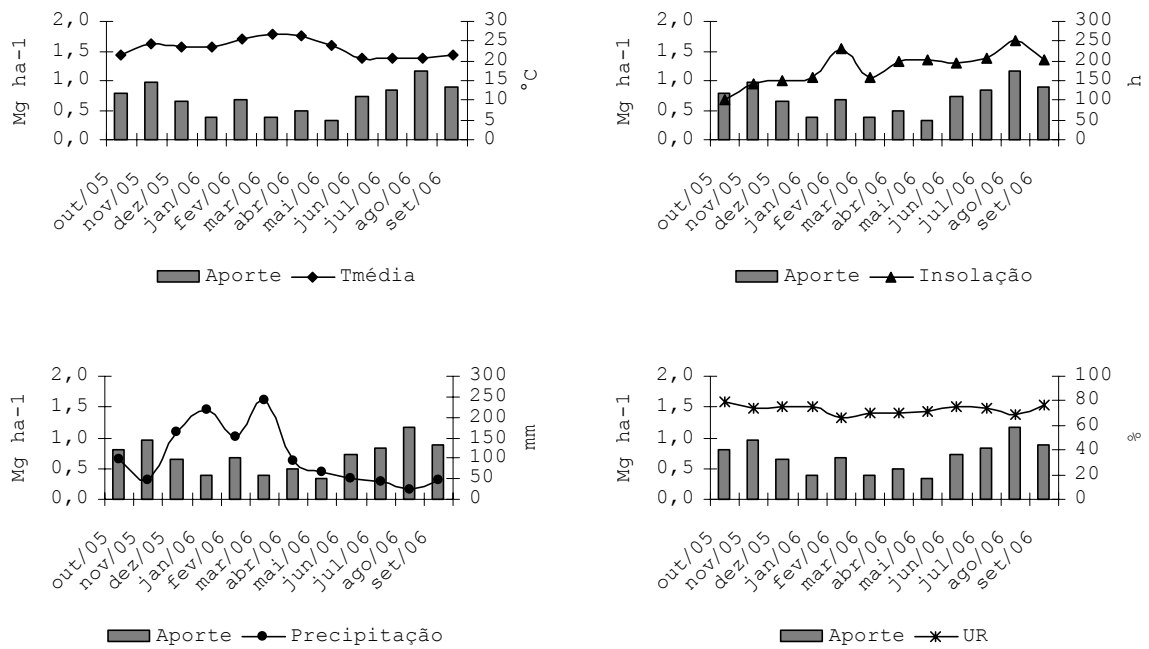 2,0 30
1,5 25
1,0 20
0,5 15
0,0 10
5
0
Mg ha-1
°C
out/05 nov/05 dez/05 jan/06 fev/06 mar/06 abr/06 mai/06 jun/06 jul/06 ago/06 set/06
Aporte Tmédia
2,0 300
1,5 250
1,0 200
0,5 150
0,0 100
50
0
Mg ha-1
h
out/05 nov/05 dez/05 jan/06 fev/06 mar/06 abr/06 mai/06 jun/06 jul/06 ago/06 set/06
Aporte Insolação
2,0 300
1,5 250
1,0 200
0,5 150
0,0 100
50
0
Mg ha-1
mm
out/05 nov/05 dez/05 jan/06 fev/06 mar/06 abr/06 mai/06 jun/06 jul/06 ago/06 set/06
Aporte Precipitação
2,0 100
1,5 80
1,0 60
0,5 40
0,0 20
0
Mg ha-1
%
out/05 nov/05 dez/05 jan/06 fev/06 mar/06 abr/06 mai/06 jun/06 jul/06 ago/06 set/06
Aporte UR